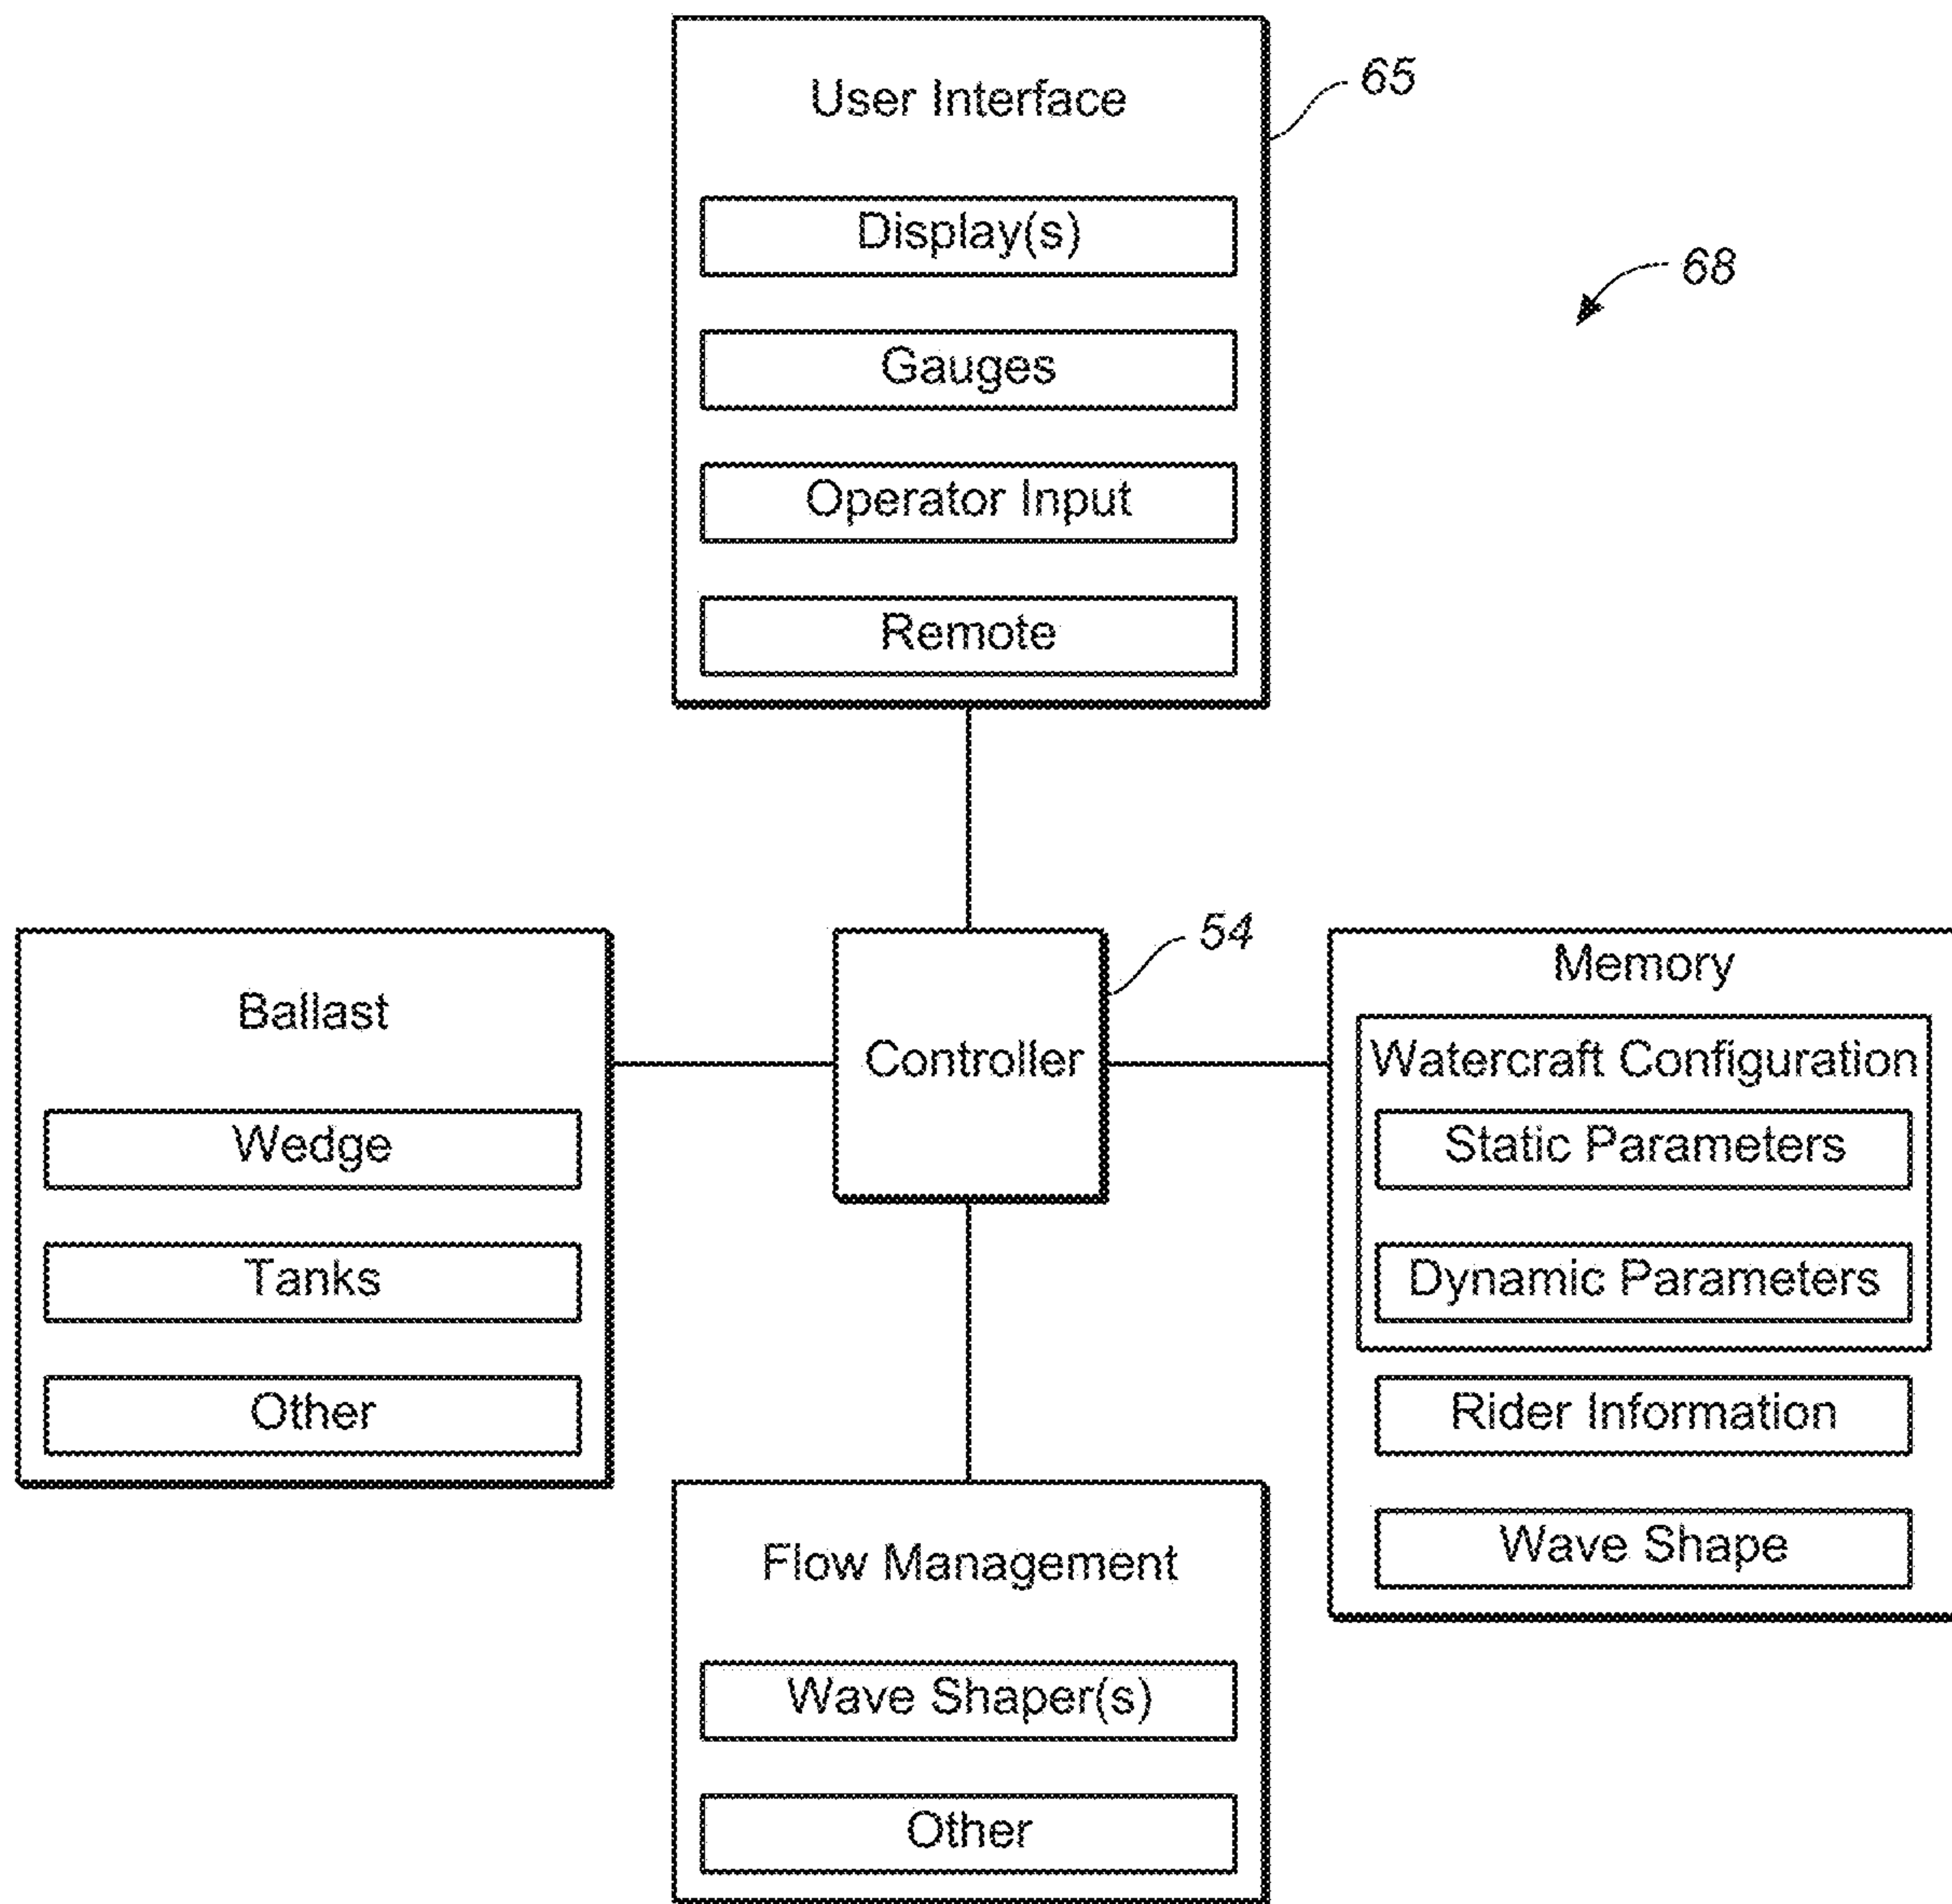 User Interface
65
Display(s)
68
Gauges
Operator Input
Remote
54
Ballast
Wedge
Tanks
Other
Controller
Memory
Watercraft Configuration
Static Parameters
Dynamic Parameters
Rider Information
Wave Shape
Flow Management
Wave Shaper(s)
Other